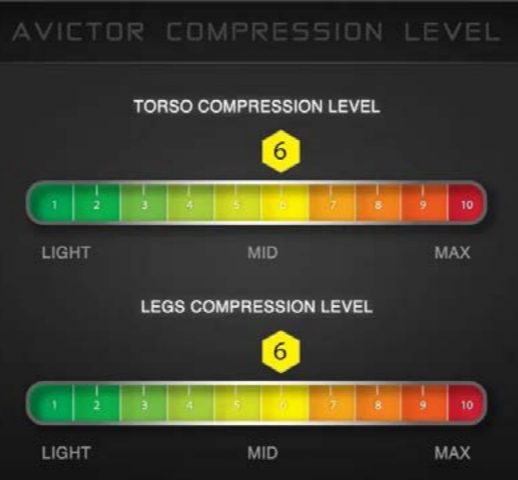 AVICTOR COMPRESSION LEVEL
TORSO COMPRESSION LEVEL
6
1 2 3 4 5 6 7 8 9 10
LIGHT MID MAX
LEGS COMPRESSION LEVEL
6
1 2 3 4 5 6 7 8 9 10
LIGHT MID MAX